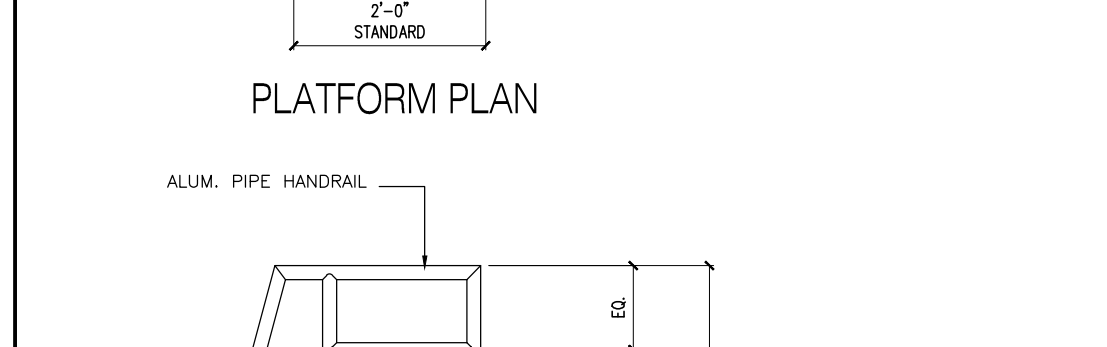 2'-0"
STANDARD
PLATFORM PLAN
ALUM. PIPE HANDRAIL
EQ.